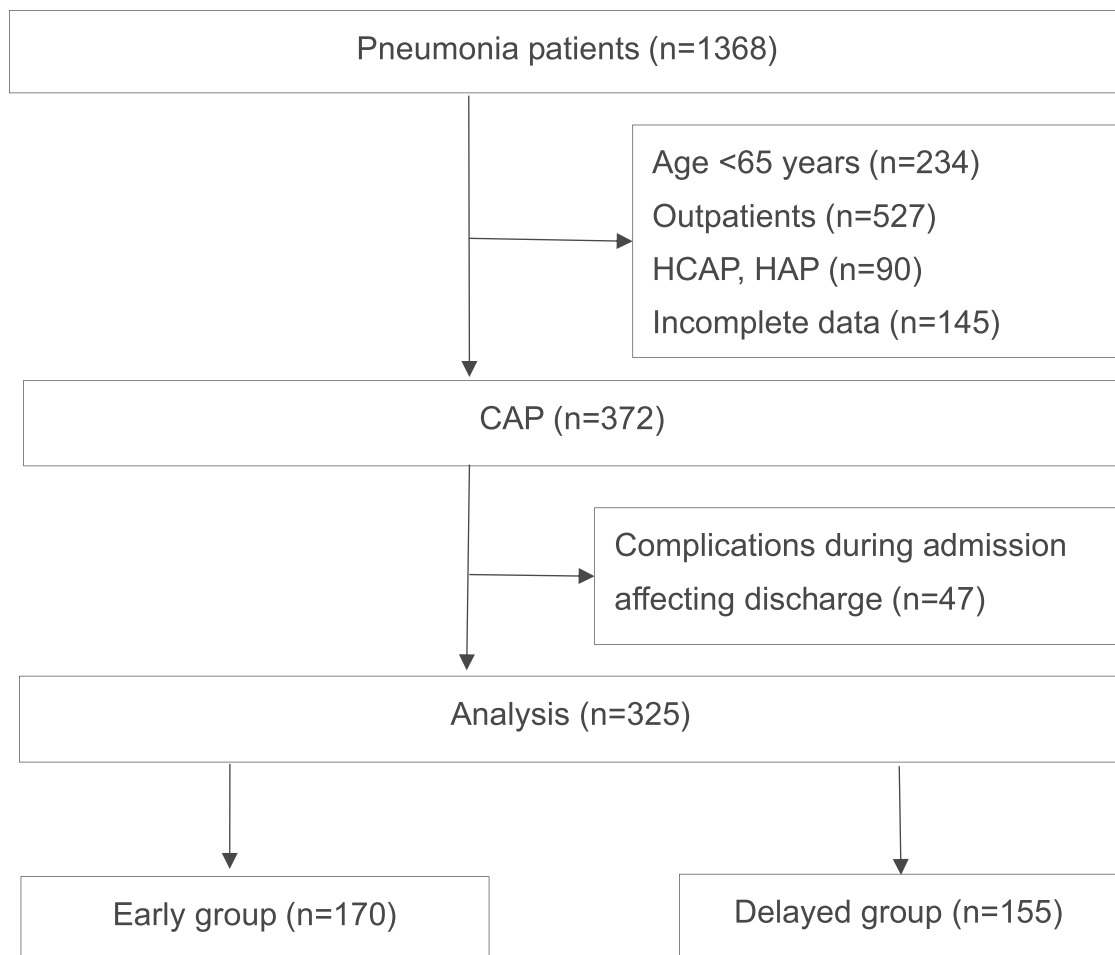 Pneumonia patients (n=1368)
Age <65 years (n=234)
Outpatients (n=527)
HCAP, HAP (n=90)
Incomplete data (n=145)
CAP (n=372)
Complications during admission
affecting discharge (n=47)
Analysis (n=325)
Early group (n=170)
Delayed group (n=155)